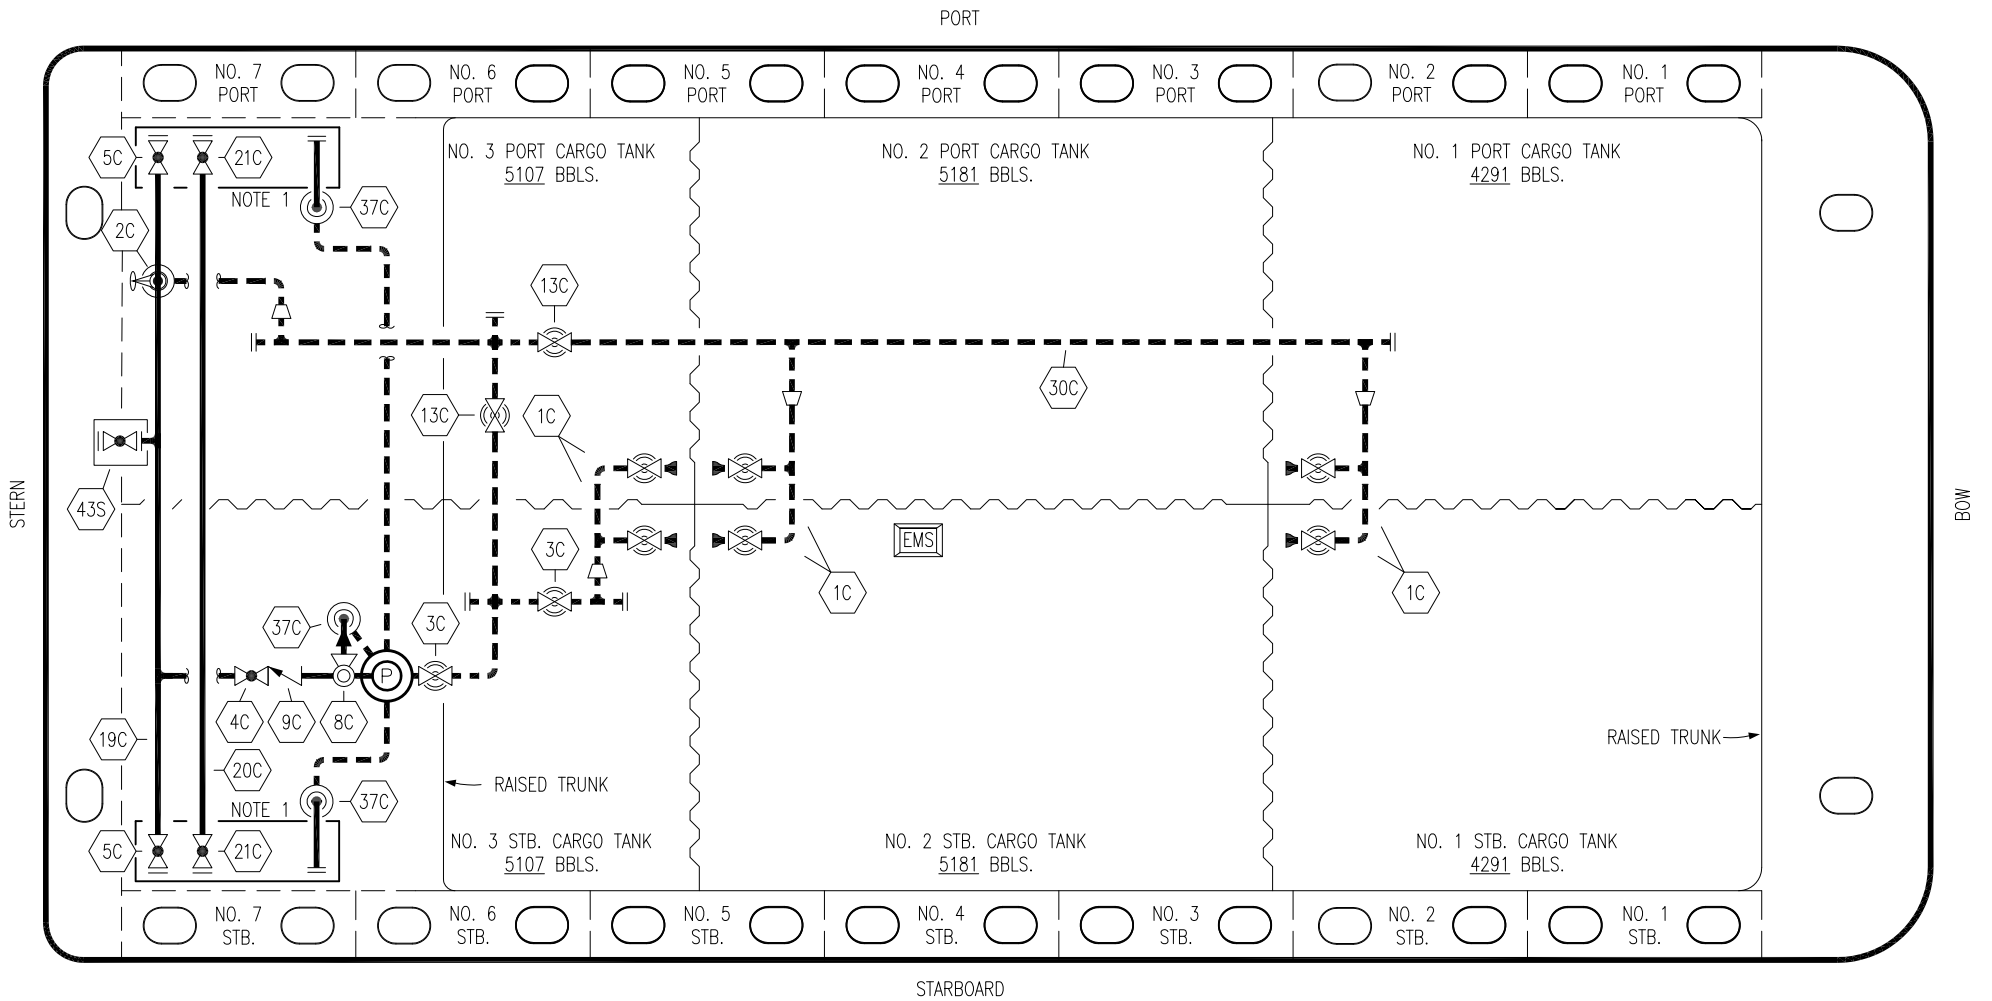 PORT
NO. 7
PORT
NO. 6
PORT
NO. 5
PORT
NO. 4
PORT
NO. 3
PORT
NO. 2
PORT
NO. 1
PORT
5C
21C
NO. 3 PORT CARGO TANK
5107 BBLS.
NO. 2 PORT CARGO TANK
5181 BBLS.
NO. 1 PORT CARGO TANK
4291 BBLS.
NOTE 1
37C
2C
13C
30C
13C
1C
43S
STERN
BOW
EMS
3C
1C
1C
37C
3C
P
4C
9C
8C
19C
RAISED TRUNK
20C
RAISED TRUNK
NOTE 1
37C
5C
21C
NO. 3 STB. CARGO TANK
5107 BBLS.
NO. 2 STB. CARGO TANK
5181 BBLS.
NO. 1 STB. CARGO TANK
4291 BBLS.
NO. 7
STB.
NO. 6
STB.
NO. 5
STB.
NO. 4
STB.
NO. 3
STB.
NO. 2
STB.
NO. 1
STB.
STARBOARD